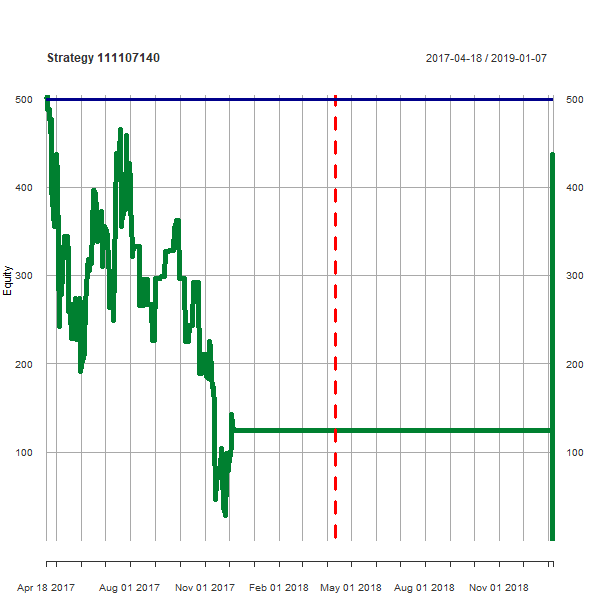 Strategy 111107140
2017-04-18 / 2019-01-07
500
500
400
400
300
300
200
200
100
100
Equity
Apr 18 2017
Aug 01 2017
Nov 01 2017
Feb 01 2018
May 01 2018
Aug 01 2018
Nov 01 2018